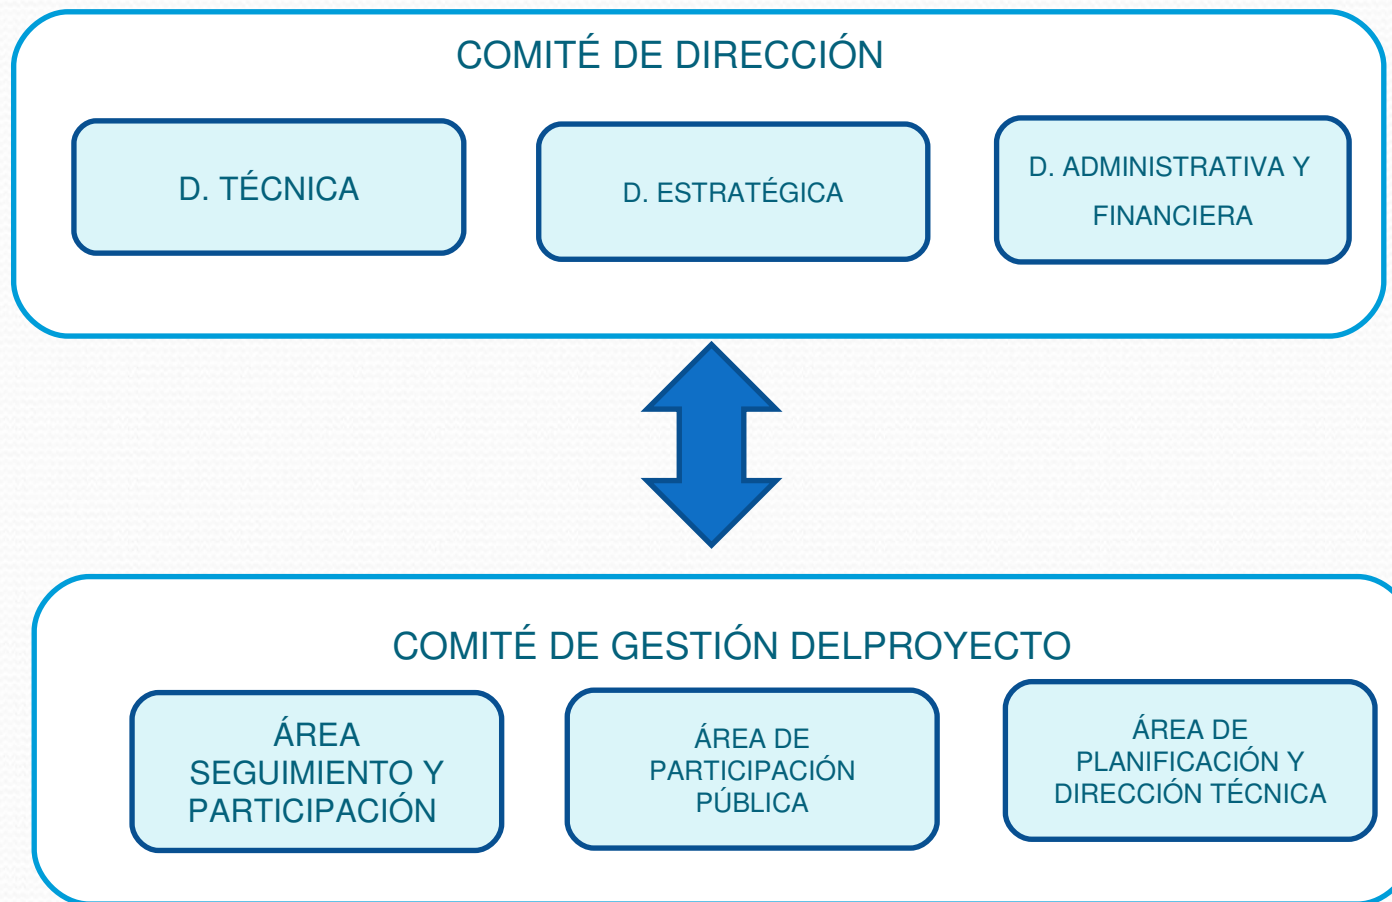 COMITÉ DE DIRECCIÓN
D. TÉCNICA
D. ESTRATÉGICA
D. ADMINISTRATIVA Y
FINANCIERA
COMITÉ DE GESTIÓN DELPROYECTO
ÁREA
SEGUIMIENTO Y
PARTICIPACIÓN
ÁREA DE
PARTICIPACIÓN
PÚBLICA
ÁREA DE
PLANIFICACIÓN Y
DIRECCIÓN TÉCNICA